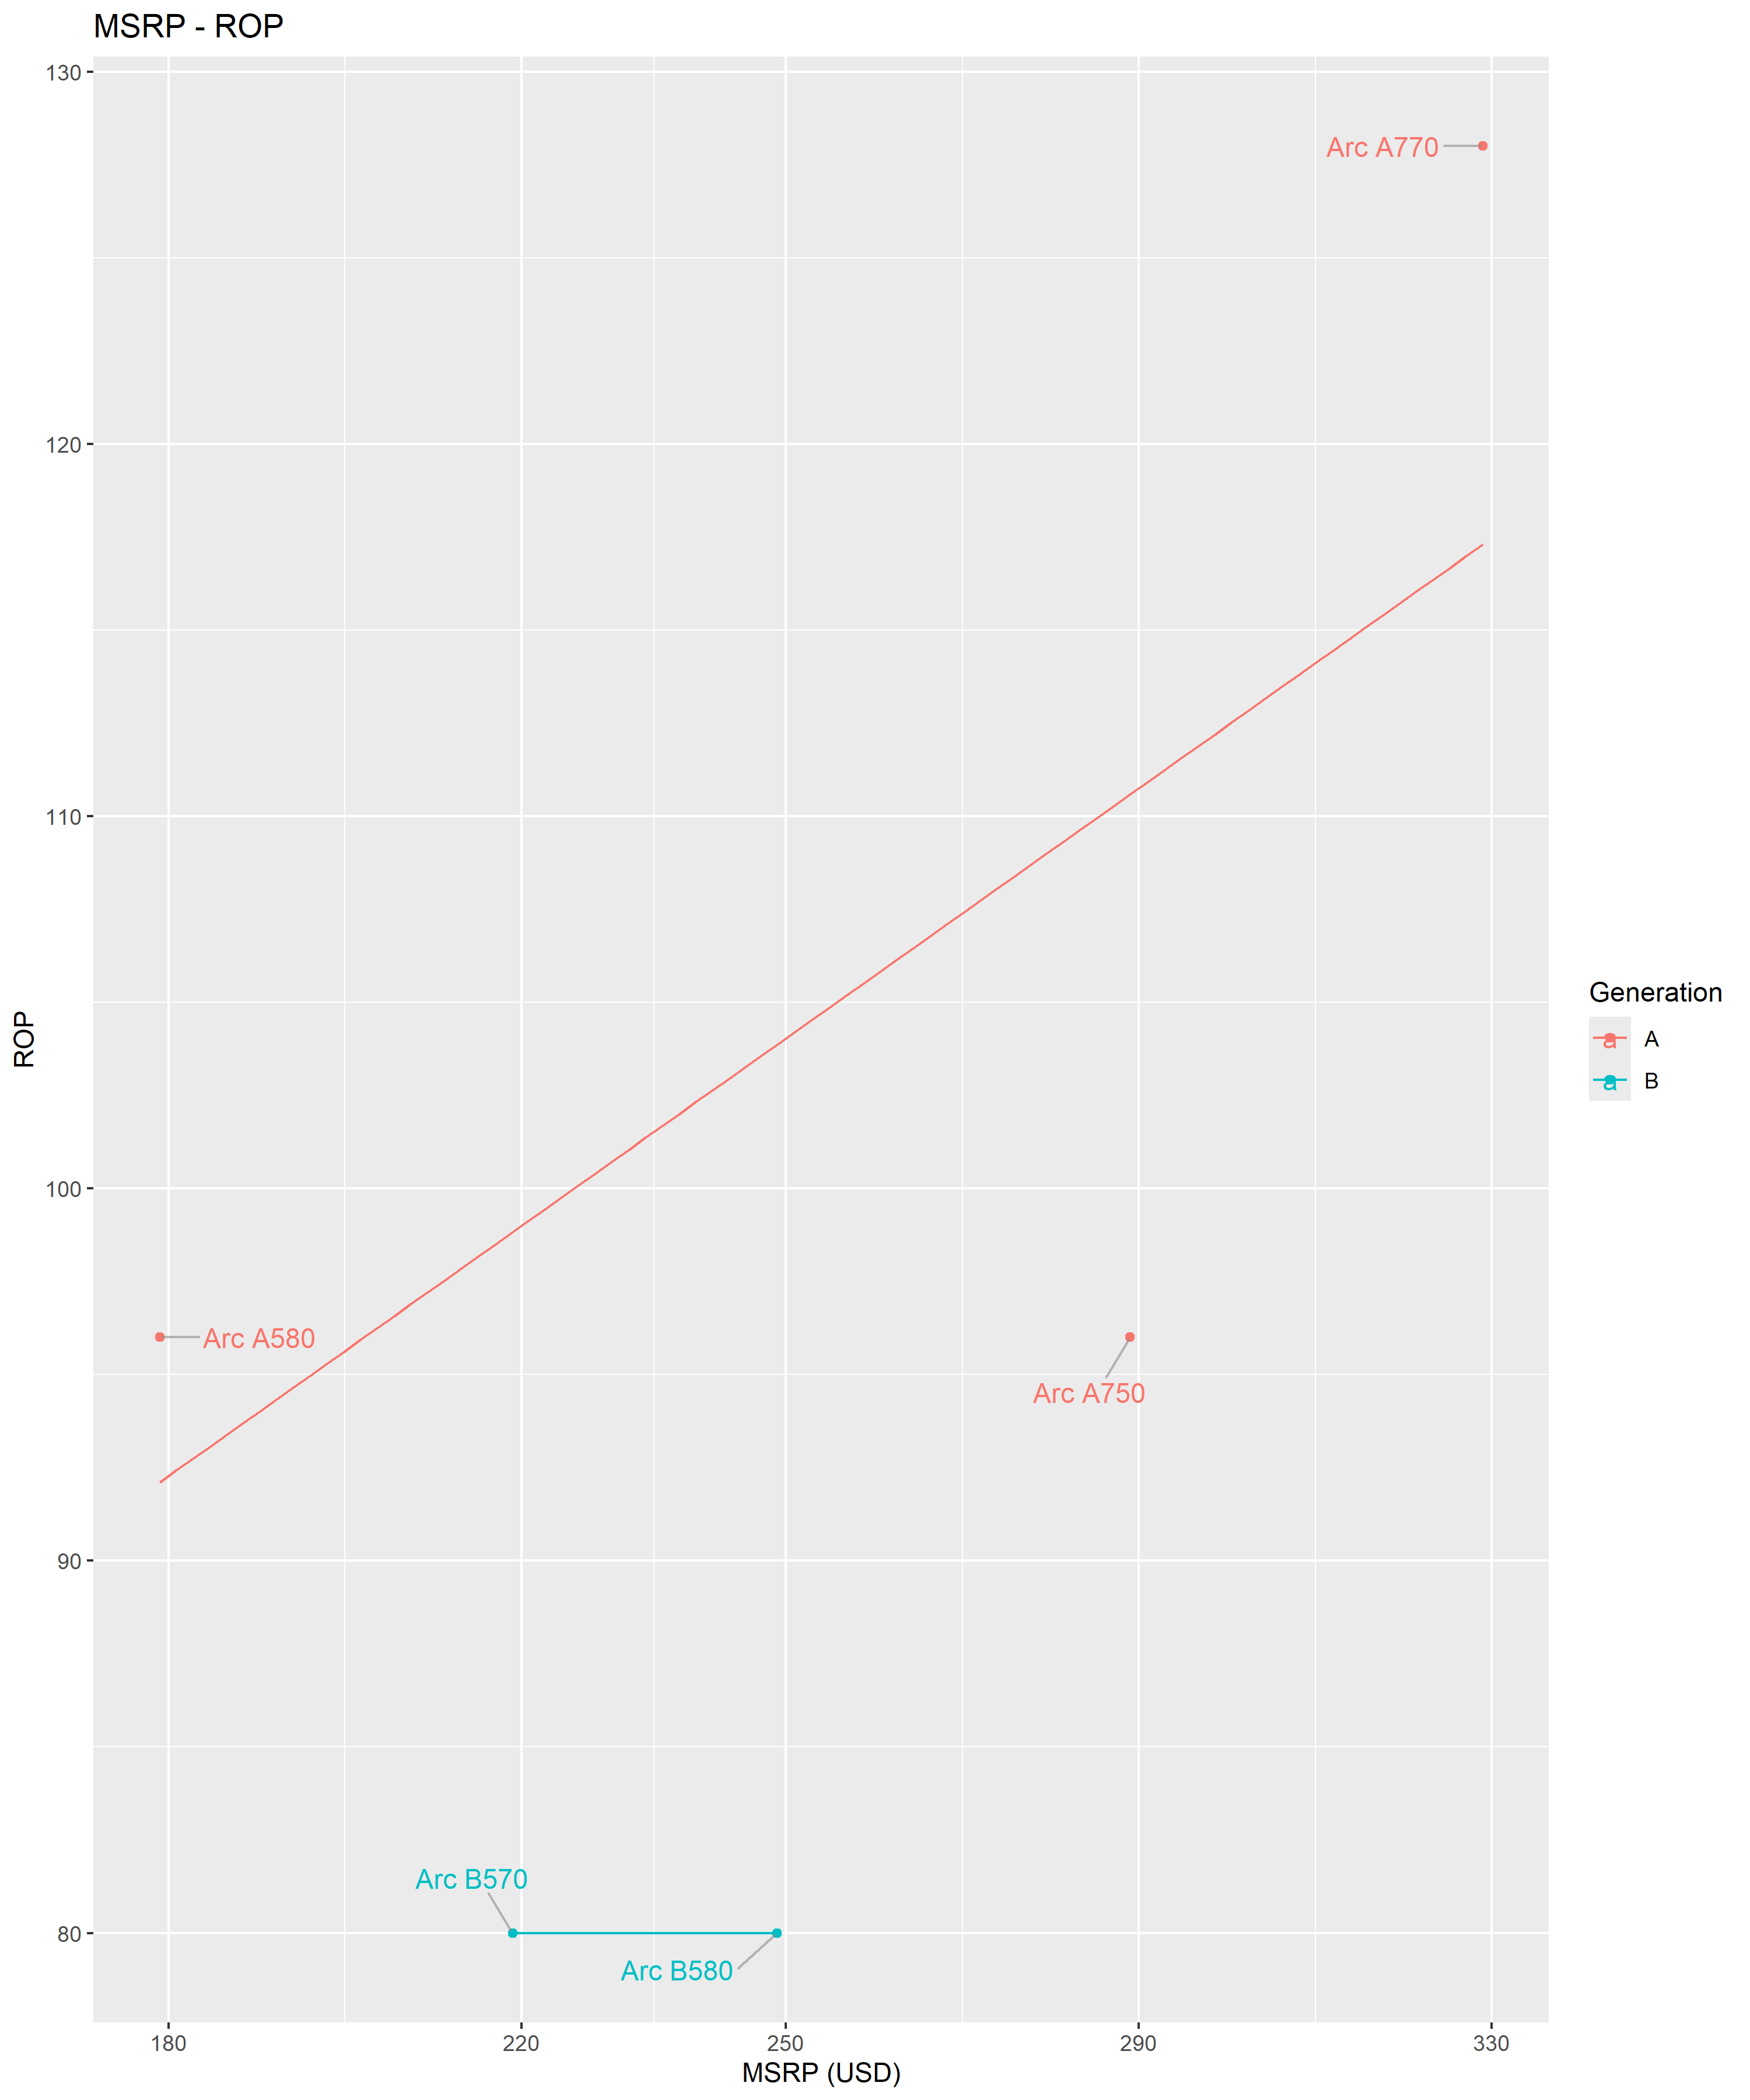 MSRP - ROP
130
Arc A770
120
110
Generation
A
B
ROP
100
Arc A580
Arc A750
90
Arc B570
80
Arc B580
180 220 250 290 330
MSRP (USD)